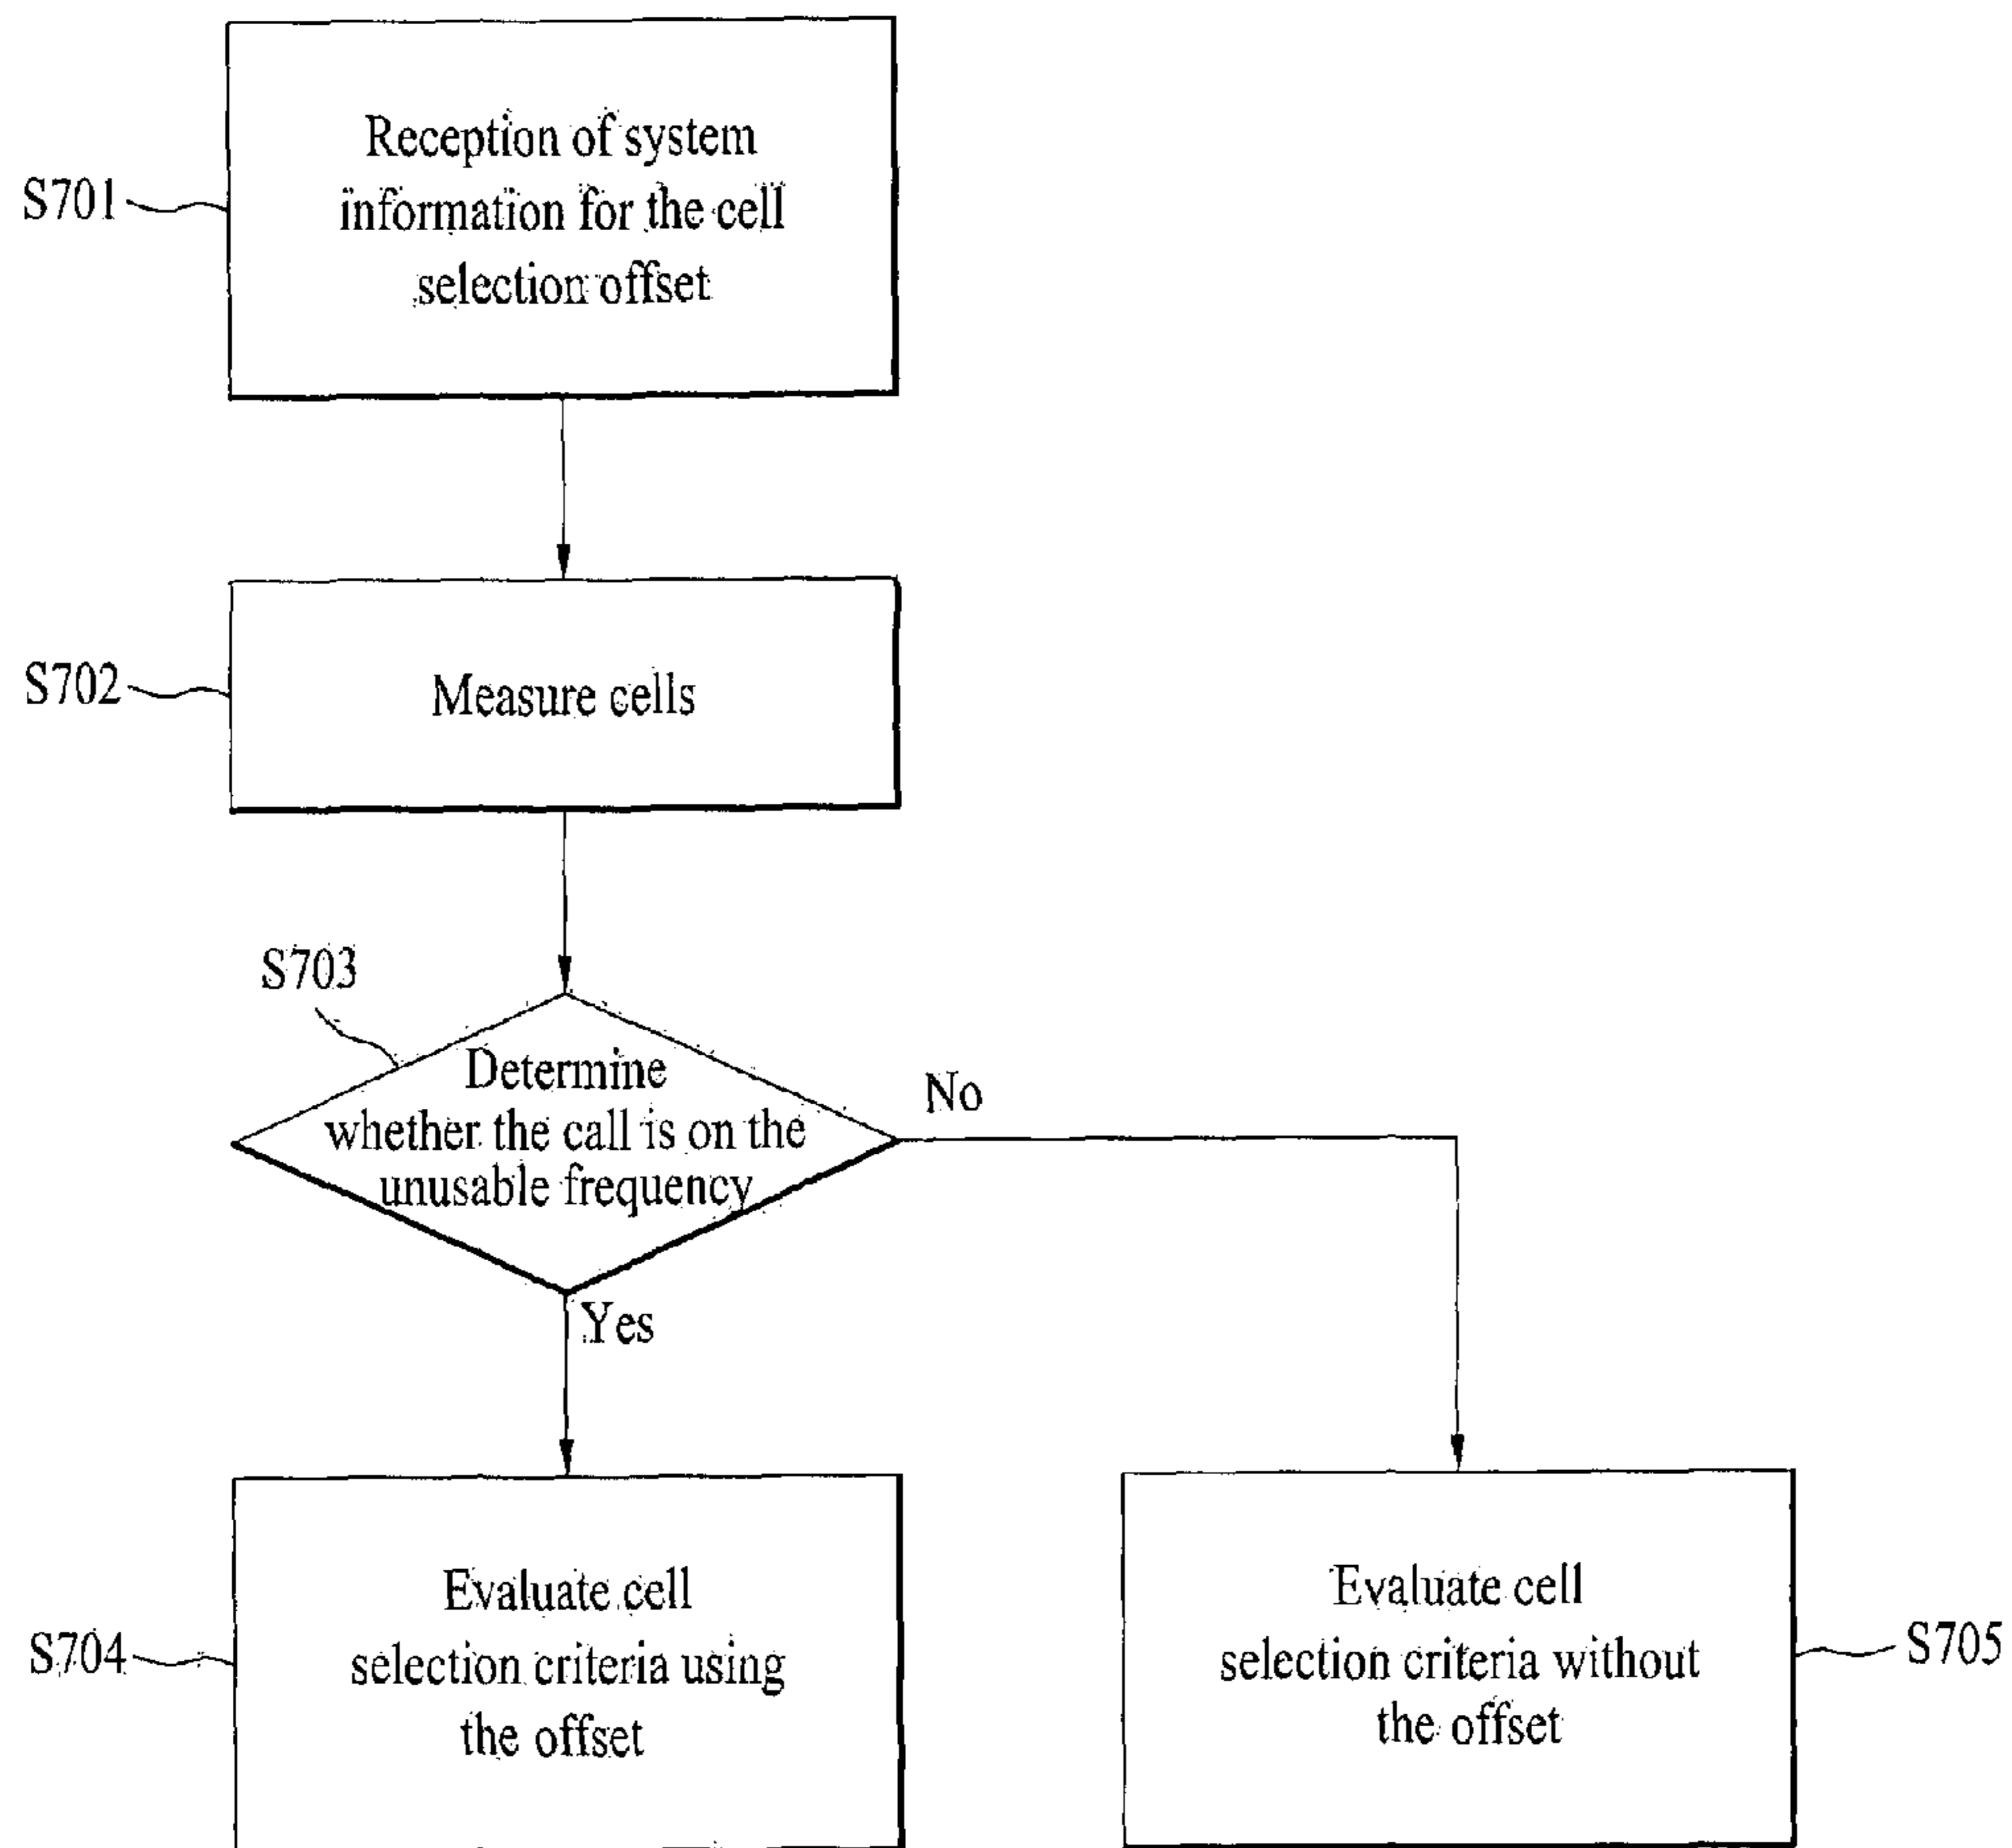 S701
Reception of system
information for the cell
selection offset
S702
Measure cells
S703
Determine
whether the call is on the
unusable frequency
No
Yes
S704
Evaluate cell
selection criteria using
the offset
Evaluate cell
selection criteria without
the offset
S705